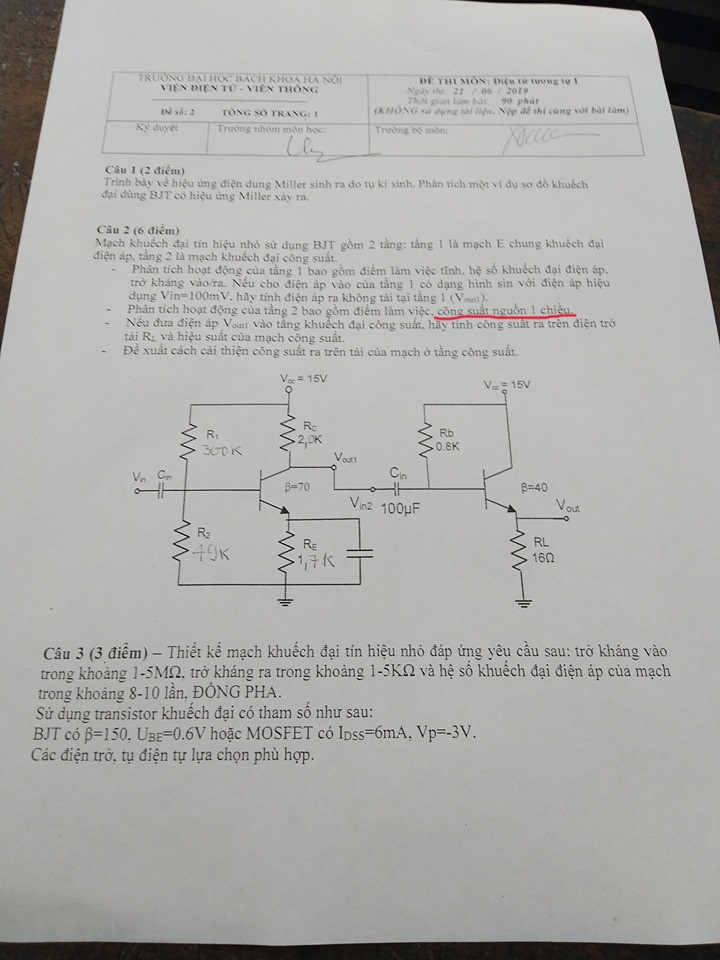 TRƯỜNG ĐẠI HỌC BÁCH KHOA HÀ NỘI
VIỆN ĐIỆN TỬ - VIỄN THÔNG
Đề số: 2 TỔNG SỐ TRANG: 1
ĐỀ THI MÔN: Điện tử tương tự 1
Ngày thi: 21 / 06 / 2019
Thời gian làm bài: 90 phút
(KHÔNG sử dụng tài liệu. Nộp đề thi cùng với bài làm)
Ký duyệt Trưởng nhóm môn học: Trưởng bộ môn:
Câu 1 (2 điểm)
Trình bày về hiệu ứng điện dung Miller sinh ra do tụ kí sinh. Phân tích một ví dụ sơ đồ khuếch
đại dùng BJT có hiệu ứng Miller xảy ra.
Câu 2 (6 điểm)
Mạch khuếch đại tín hiệu nhỏ sử dụng BJT gồm 2 tầng: tầng 1 là mạch E chung khuếch đại
điện áp, tầng 2 là mạch khuếch đại công suất.
- Phân tích hoạt động của tầng 1 bao gồm điểm làm việc tĩnh, hệ số khuếch đại điện áp,
trở kháng vào/ra. Nếu cho điện áp vào của tầng 1 có dạng hình sin với điện áp hiệu
dụng Vin=100mV, hãy tính điện áp ra không tải tại tầng 1 (Vout1).
- Phân tích hoạt động của tầng 2 bao gồm điểm làm việc, công suất nguồn 1 chiều.
- Nếu đưa điện áp Vout1 vào tầng khuếch đại công suất, hãy tính công suất ra trên điện trở
tải RL và hiệu suất của mạch công suất.
- Đề xuất cách cải thiện công suất ra trên tải của mạch ở tầng công suất.
Vcc = 15V
Vcc = 15V
R1
300K
RC
2,0K
Rb
0.8K
Vin
Cin
Vout1
Cin
β=70
Vin2
100µF
β=40
Vout
R2
49K
RE
1,7K
RL
16Ω
Câu 3 (3 điểm) – Thiết kế mạch khuếch đại tín hiệu nhỏ đáp ứng yêu cầu sau: trở kháng vào
trong khoảng 1-5MΩ, trở kháng ra trong khoảng 1-5KΩ và hệ số khuếch đại điện áp của mạch
trong khoảng 8-10 lần, ĐỒNG PHA.
Sử dụng transistor khuếch đại có tham số như sau:
BJT có β=150, UBE=0.6V hoặc MOSFET có IDSS=6mA, Vp=-3V.
Các điện trở, tụ điện tự lựa chọn phù hợp.